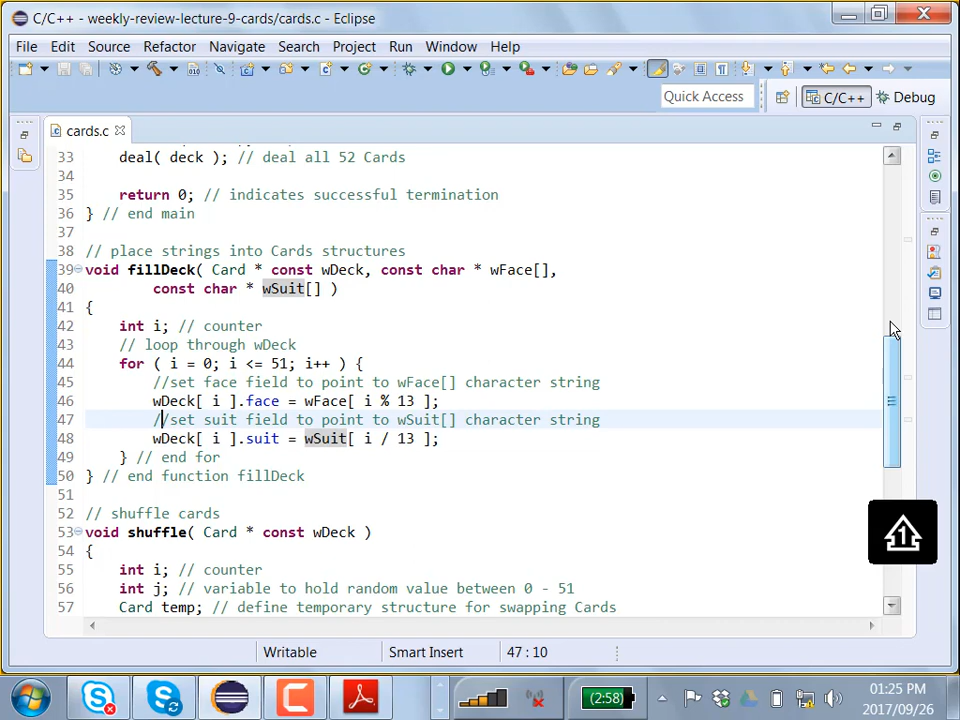 C/C++ - weekly-review-lecture-9-cards/cards.c - Eclipse
File Edit Source Refactor Navigate Search Project Run Window Help
Quick Access C/C++ Debug
cards.c
33 deal( deck ); // deal all 52 Cards
34
35 return 0; // indicates successful termination
36 } // end main
37
38 // place strings into Cards structures
39 void fillDeck( Card * const wDeck, const char * wFace[],
40 const char * wSuit[] )
41 {
42 int i; // counter
43 // loop through wDeck
44 for ( i = 0; i <= 51; i++ ) {
45 //set face field to point to wFace[] character string
46 wDeck[ i ].face = wFace[ i % 13 ];
47 //set suit field to point to wSuit[] character string
48 wDeck[ i ].suit = wSuit[ i / 13 ];
49 } // end for
50 } // end function fillDeck
51
52 // shuffle cards
53 void shuffle( Card * const wDeck )
54 {
55 int i; // counter
56 int j; // variable to hold random value between 0 - 51
57 Card temp; // define temporary structure for swapping Cards
1
Writable Smart Insert 47 : 10
(2:58)
01:25 PM
2017/09/26